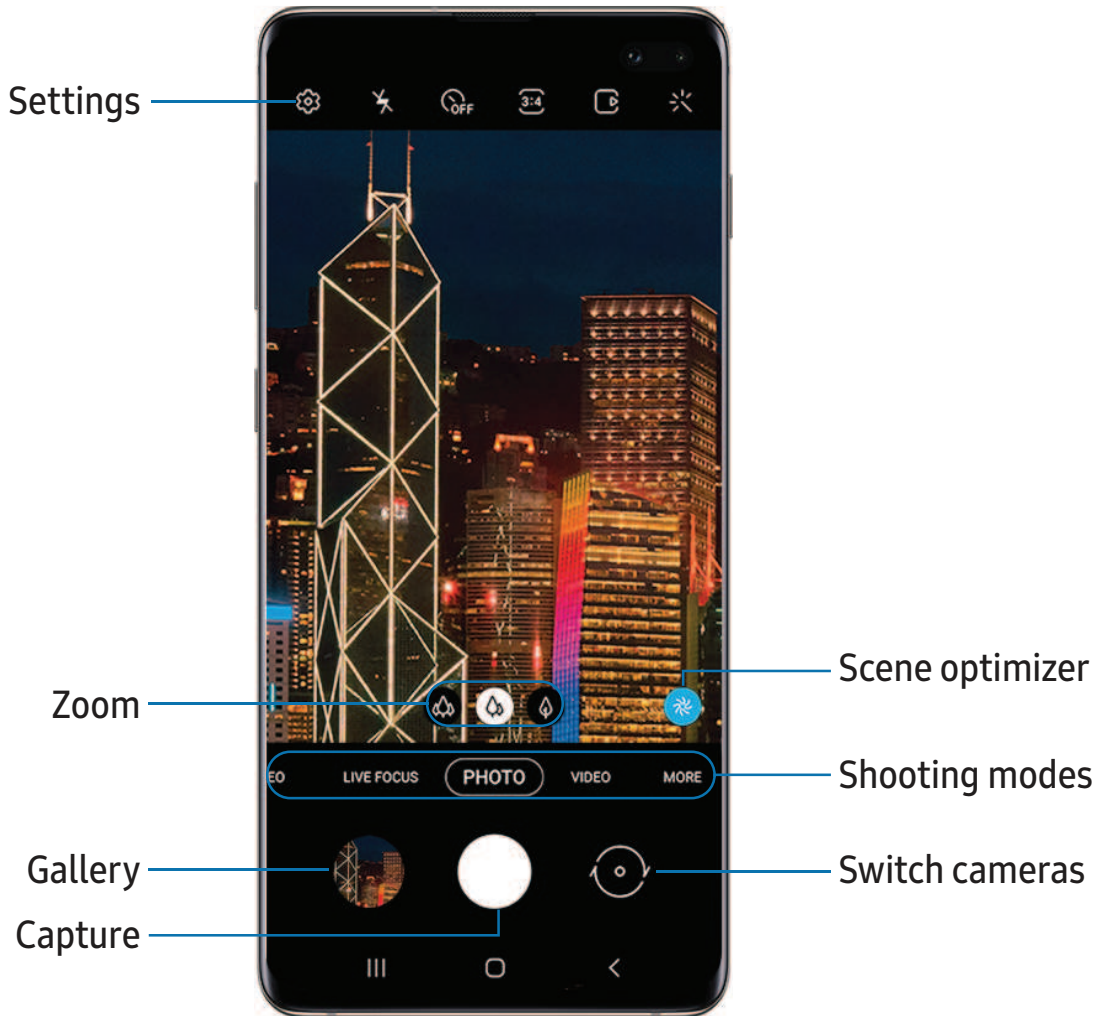 Settings
OFF
3:4
Zoom
Scene optimizer
EO
LIVE FOCUS
PHOTO
VIDEO
MORE
Shooting modes
Gallery
Switch cameras
Capture